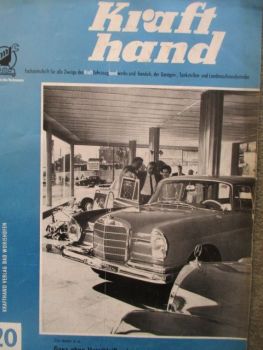 Kraft
hand
Fachzeitschrift für alle Zweige des Kraftfahrzeughandwerks und -handels, der Garagen-, Tankstellen- und Landmaschinenbetriebe
KRAFTHAND VERLAG BAD WÖRISHOFEN
20